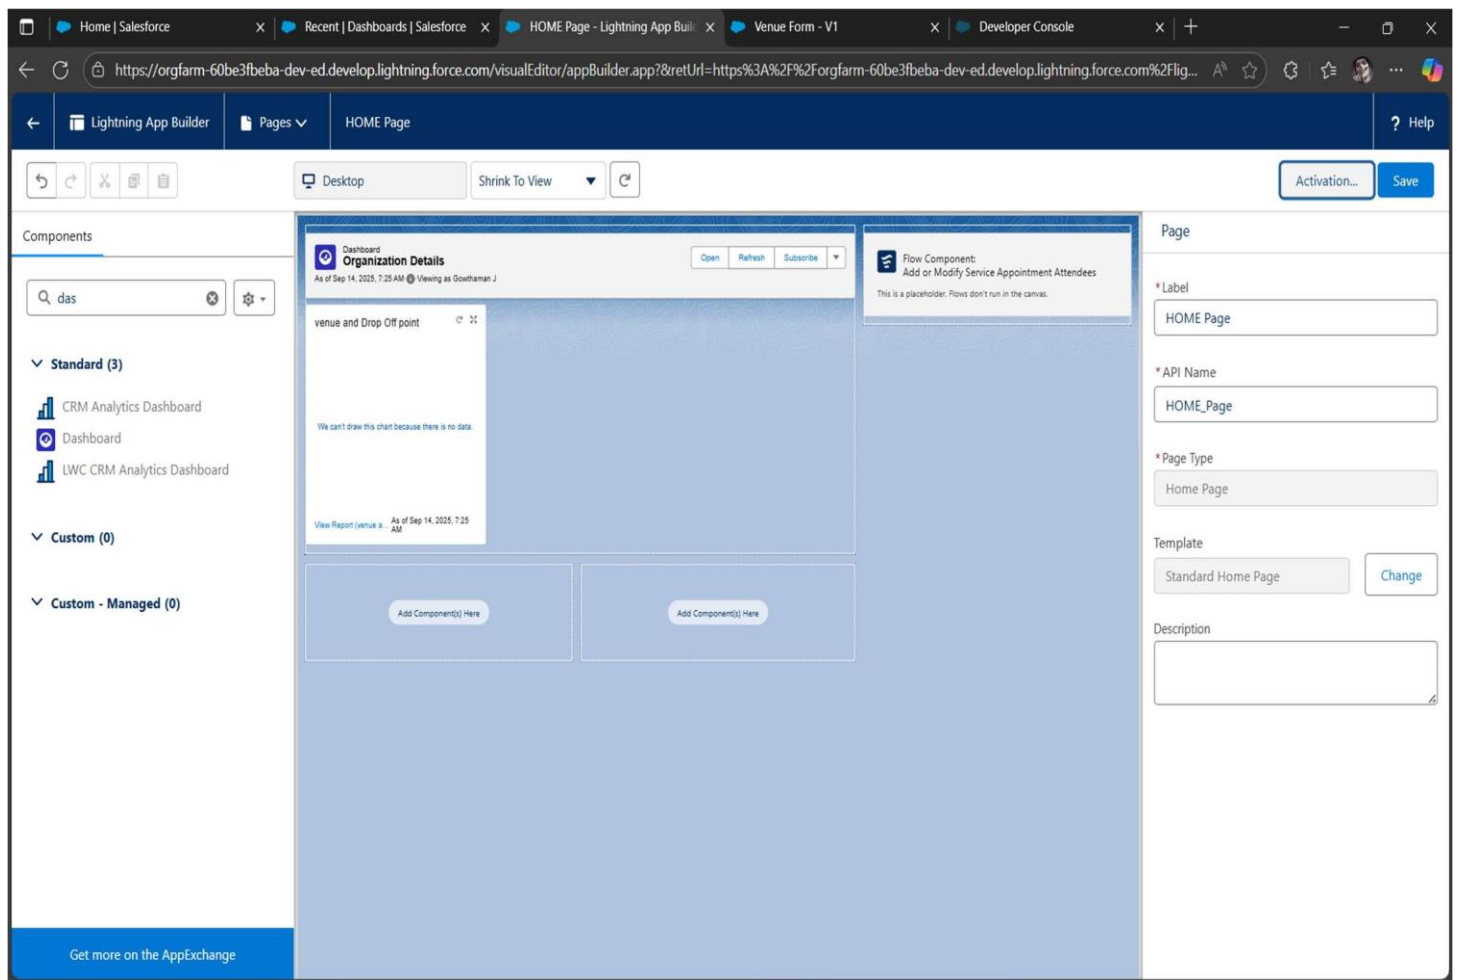 Home | Salesforce
Recent | Dashboards | Salesforce
HOME Page - Lightning App Buil
Venue Form - V1
Developer Console
https://orgfarm-60be3fbeba-dev-ed.develop.lightning.force.com/visualEditor/appBuilder.app?&retUrl=https%3A%2F%2Forgfarm-60be3fbeba-dev-ed.develop.lightning.force.com%2Flig...
Lightning App Builder
Pages
HOME Page
? Help
Desktop
Shrink To View
Activation...
Save
Components
das
Standard (3)
CRM Analytics Dashboard
Dashboard
LWC CRM Analytics Dashboard
Custom (0)
Custom - Managed (0)
Get more on the AppExchange
Dashboard
Organization Details
As of Sep 14, 2025, 7:25 AM Viewing as Gowthaman J
Open
Refresh
Subscribe
venue and Drop Off point
We can't draw this chart because there is no data.
View Report (venue a...
As of Sep 14, 2025, 7:25 AM
Add Component(s) Here
Add Component(s) Here
Flow Component:
Add or Modify Service Appointment Attendees
This is a placeholder. Flows don't run in the canvas.
Page
*Label
HOME Page
*API Name
HOME_Page
*Page Type
Home Page
Template
Standard Home Page
Change
Description